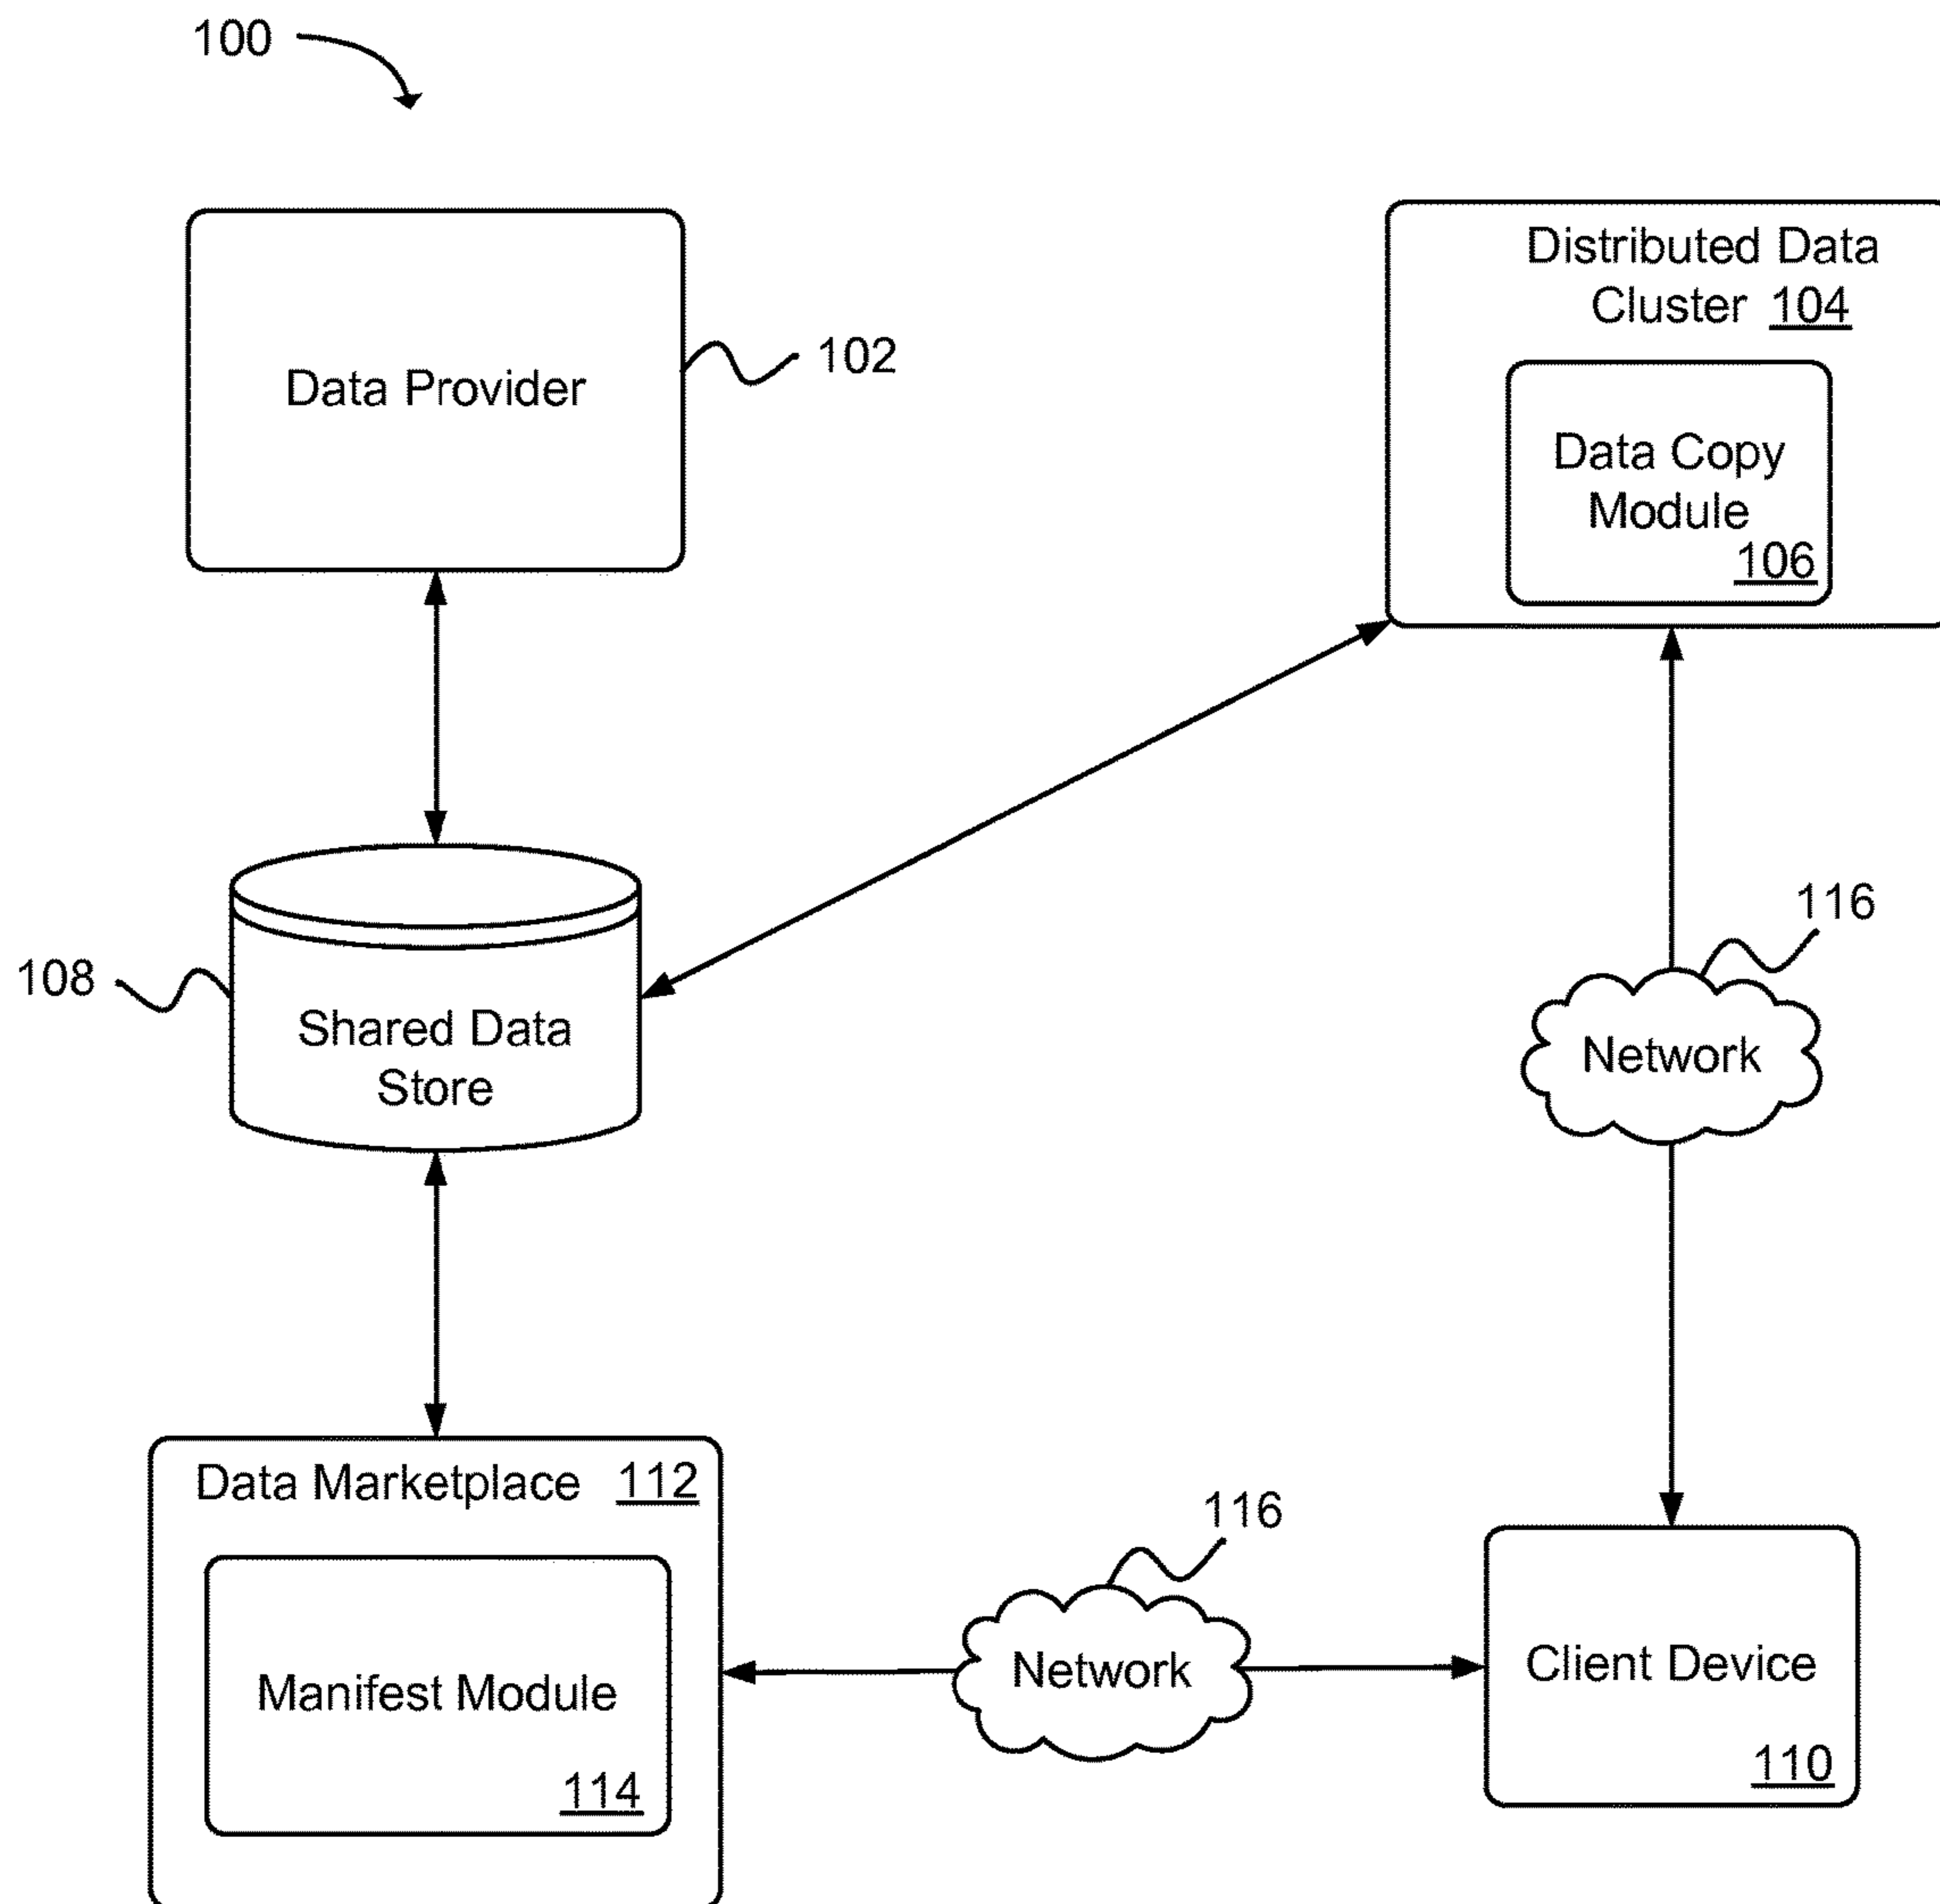 100
Data Provider
102
Distributed Data
Cluster 104
Data Copy
Module
106
108
Shared Data
Store
116
Network
Data Marketplace 112
Manifest Module
114
116
Network
Client Device
110